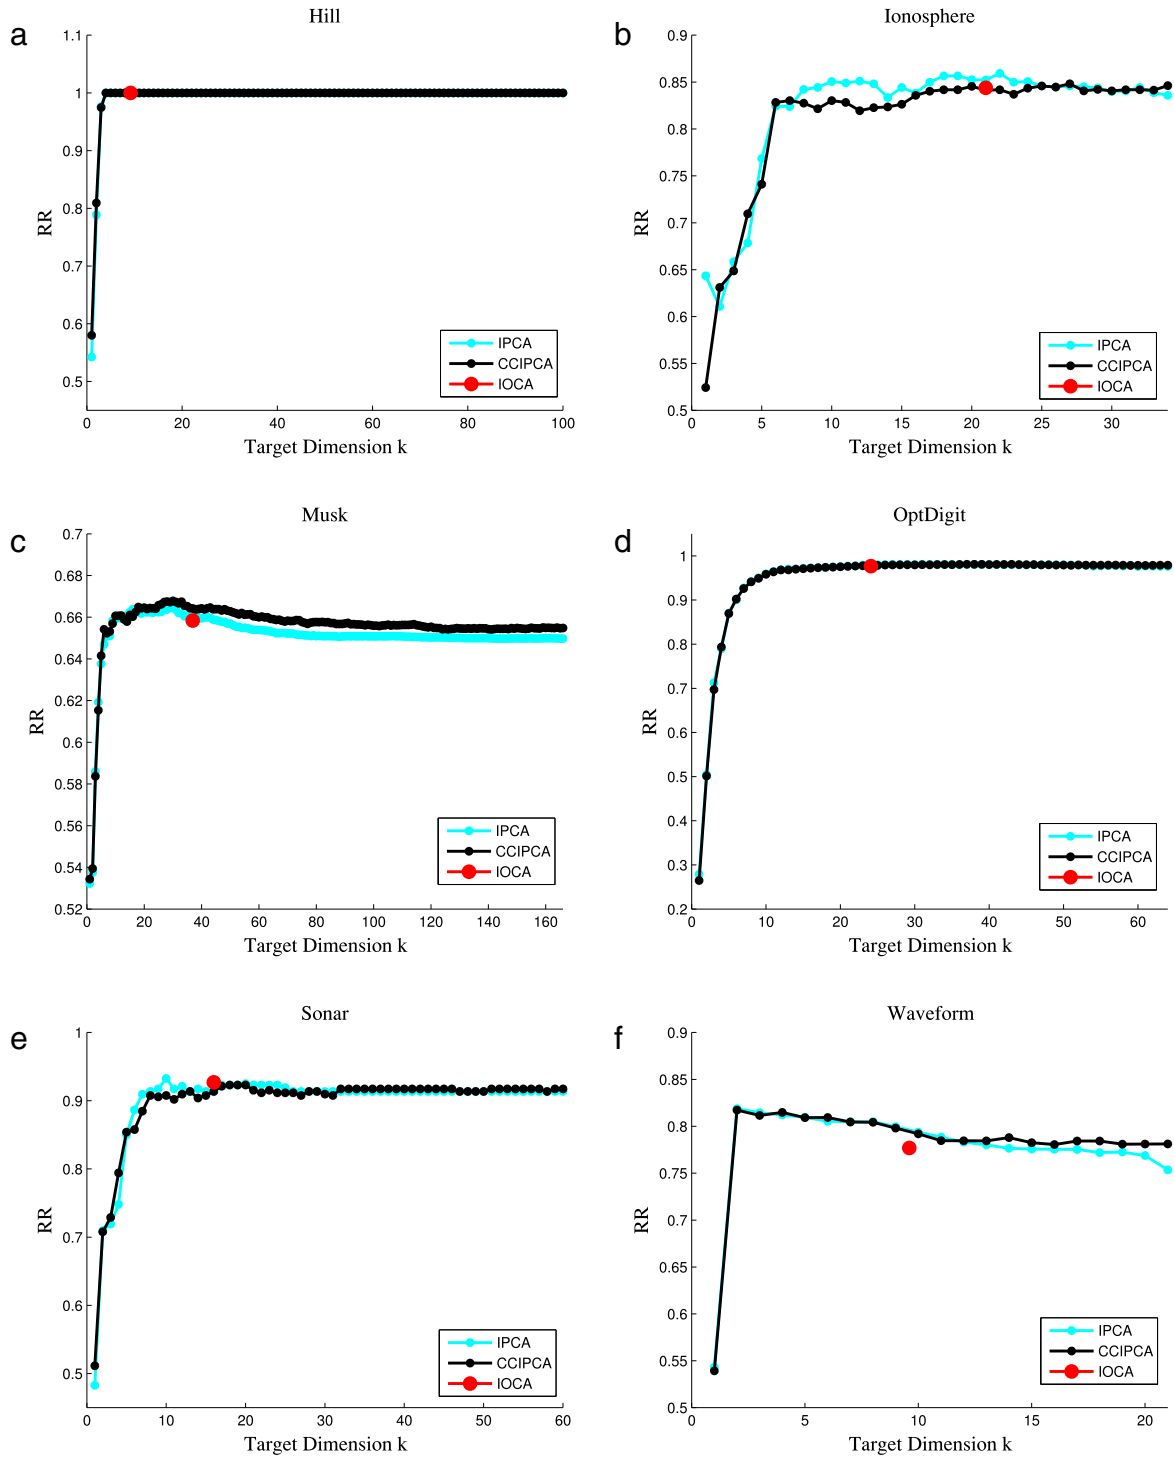 a
Hill
1.1
1
0.9
0.8
0.7
0.6
0.5
RR
0 20 40 60 80 100
Target Dimension k
IPCA
CCIPCA
IOCA
b
Ionosphere
0.9
0.85
0.8
0.75
0.7
0.65
0.6
0.55
0.5
RR
0 5 10 15 20 25 30
Target Dimension k
IPCA
CCIPCA
IOCA
c
Musk
0.7
0.68
0.66
0.64
0.62
0.6
0.58
0.56
0.54
0.52
RR
0 20 40 60 80 100 120 140 160
Target Dimension k
IPCA
CCIPCA
IOCA
d
OptDigit
1
0.9
0.8
0.7
0.6
0.5
0.4
0.3
0.2
RR
0 10 20 30 40 50 60
Target Dimension k
IPCA
CCIPCA
IOCA
e
Sonar
1
0.9
0.8
0.7
0.6
0.5
RR
0 10 20 30 40 50 60
Target Dimension k
IPCA
CCIPCA
IOCA
f
Waveform
0.9
0.85
0.8
0.75
0.7
0.65
0.6
0.55
0.5
RR
5 10 15 20
Target Dimension k
IPCA
CCIPCA
IOCA